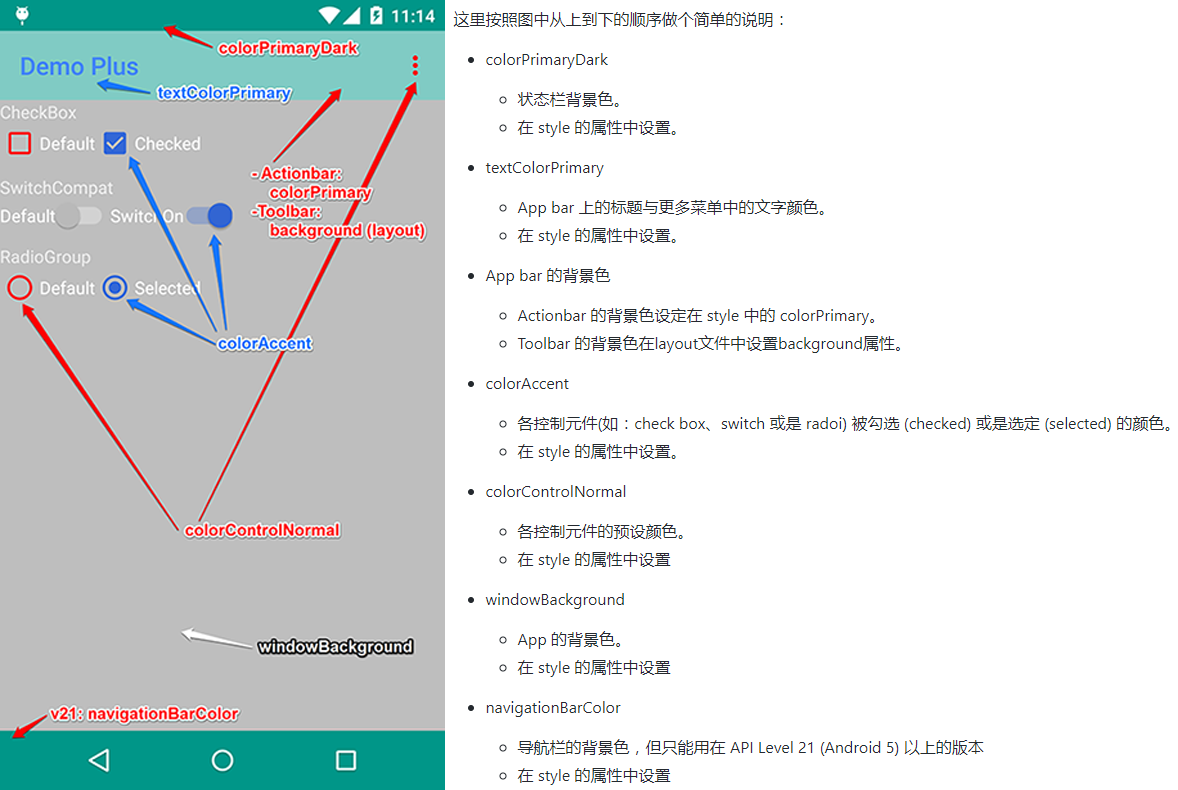 11:14
colorPrimaryDark
Demo Plus
textColorPrimary
CheckBox
Default
Checked
- Actionbar:
colorPrimary
-Toolbar:
background (layout)
SwitchCompat
Default
Switch On
RadioGroup
Default
Selected
colorAccent
colorControlNormal
windowBackground
v21: navigationBarColor
这里按照图中从上到下的顺序做个简单的说明：
colorPrimaryDark
状态栏背景色。
在 style 的属性中设置。
textColorPrimary
App bar 上的标题与更多菜单中的文字颜色。
在 style 的属性中设置。
App bar 的背景色
Actionbar 的背景色设定在 style 中的 colorPrimary。
Toolbar 的背景色在layout文件中设置background属性。
colorAccent
各控制元件(如：check box、switch 或是 radoi) 被勾选 (checked) 或是选定 (selected) 的颜色。
在 style 的属性中设置。
colorControlNormal
各控制元件的预设颜色。
在 style 的属性中设置
windowBackground
App 的背景色。
在 style 的属性中设置
navigationBarColor
导航栏的背景色，但只能用在 API Level 21 (Android 5) 以上的版本
在 style 的属性中设置